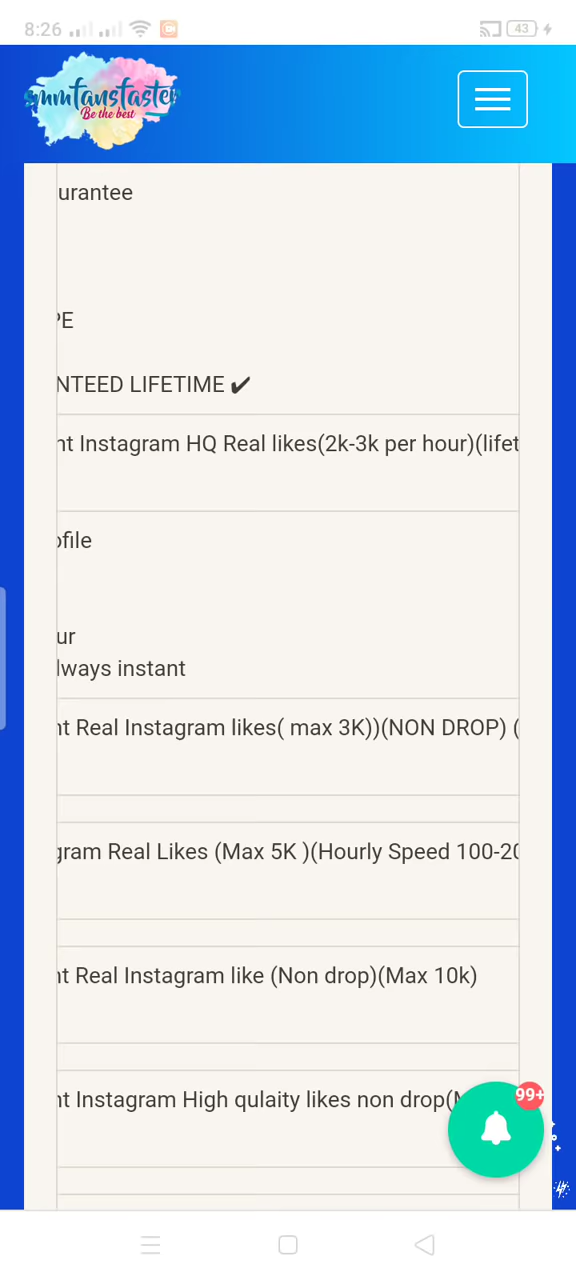 8:26
43
smmfansfaster
Be the best
urantee
PE
NTEED LIFETIME ✔
nt Instagram HQ Real likes(2k-3k per hour)(lifet
ofile
ur
lways instant
nt Real Instagram likes( max 3K))(NON DROP) (
gram Real Likes (Max 5K )(Hourly Speed 100-20
nt Real Instagram like (Non drop)(Max 10k)
nt Instagram High qulaity likes non drop(M
99+